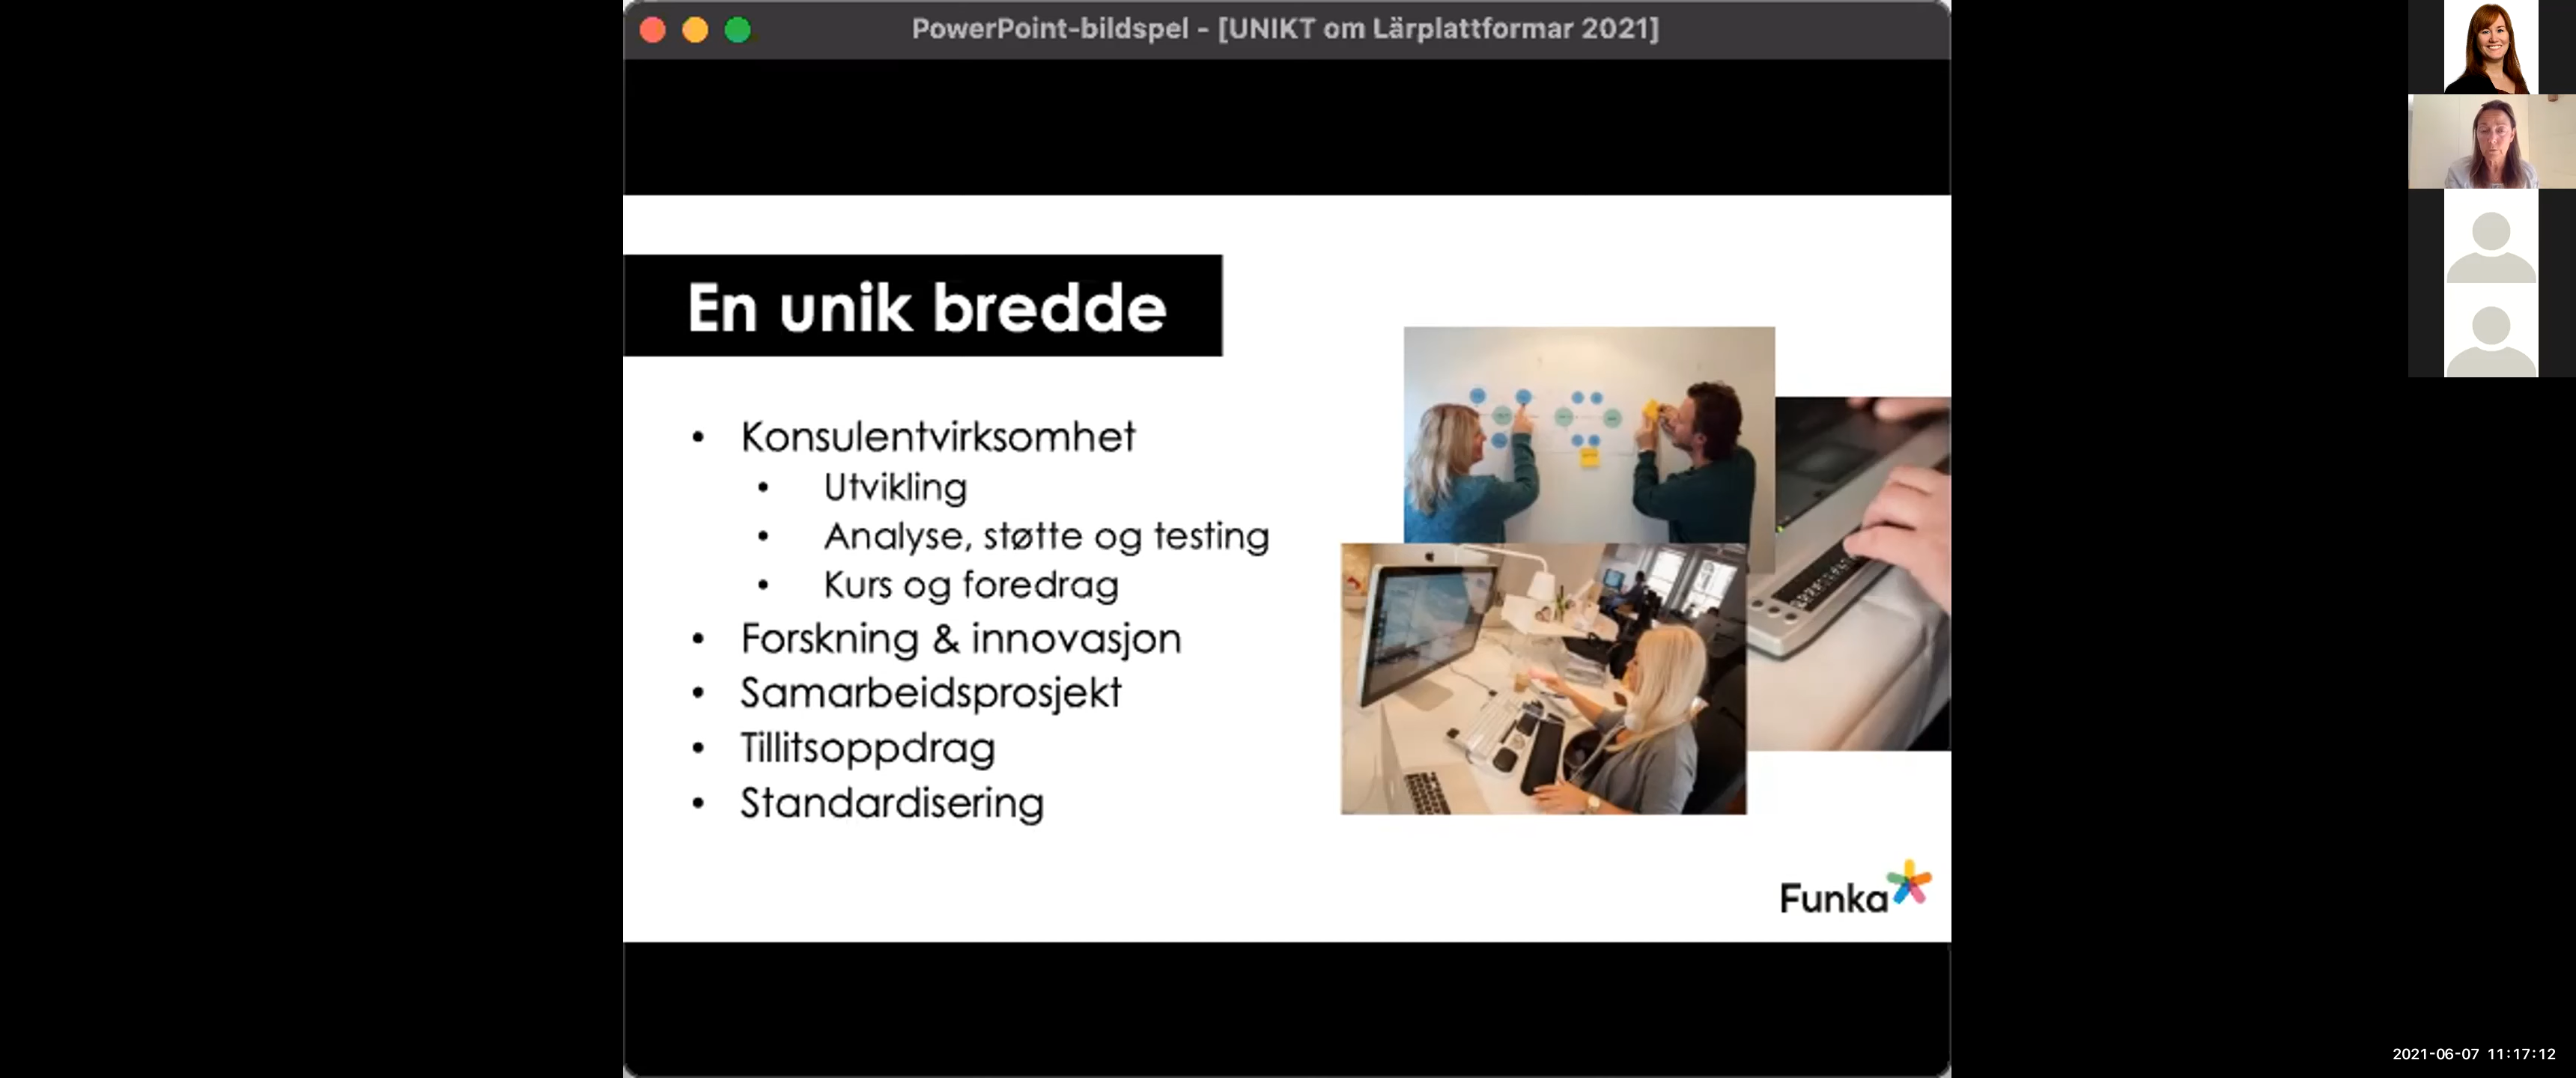 PowerPoint-bildspel - [UNIKT om Lärplattformar 2021]
En unik bredde
• Konsulentvirksomhet
• Utvikling
• Analyse, støtte og testing
• Kurs og foredrag
• Forskning & innovasjon
• Samarbeidsprosjekt
• Tillitsoppdrag
• Standardisering
Funka
2021-06-07 11:17:12